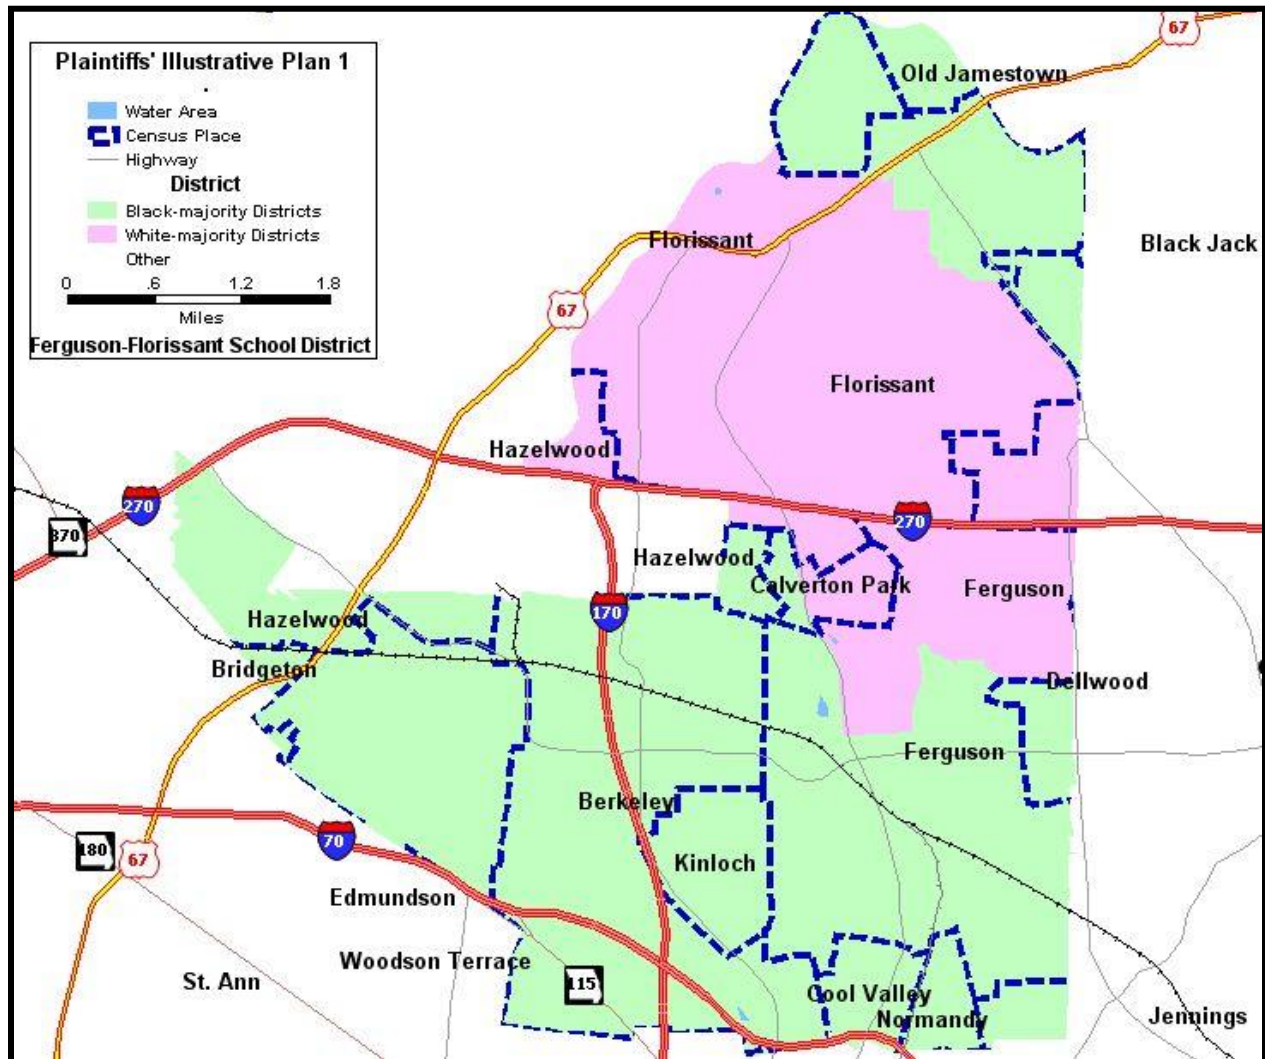 Plaintiffs' Illustrative Plan 1
Water Area
Census Place
Highway
District
Black-majority Districts
White-majority Districts
Other
0 .6 1.2 1.8
Miles
Ferguson-Florissant School District
67
Old Jamestown
Florissant
Black Jack
67
Florissant
Hazelwood
270
270
370
Hazelwood
Calverton Park
Ferguson
170
Hazelwood
Bridgeton
Dellwood
Ferguson
Berkeley
70
180
67
Kinloch
Edmundson
Woodson Terrace
St. Ann
115
Cool Valley
Normandy
Jennings